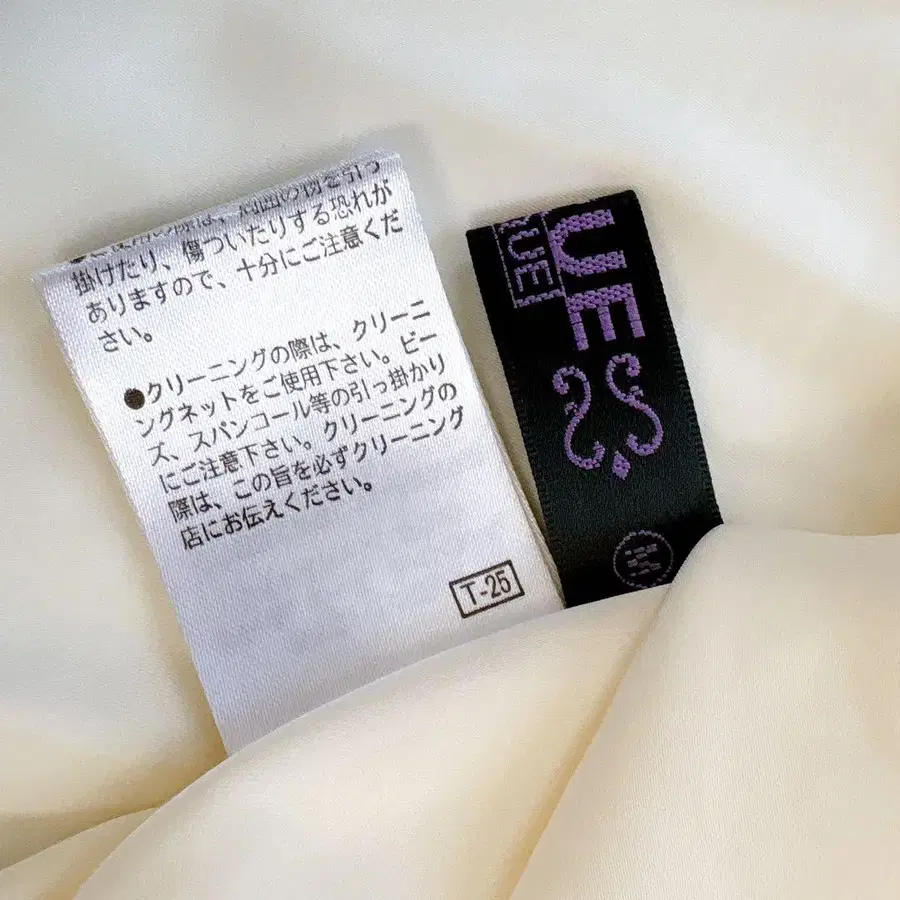 掛けたり、傷ついたりする恐れが
ありますので、十分にご注意くだ
さい。
●クリーニングの際は、クリーニ
ングネットをご使用下さい。ビー
ズ、スパンコール等の引っ掛かり
にご注意下さい。クリーニングの
際は、この旨を必ずクリーニング
店にお伝えください。
T-25
UE
UE